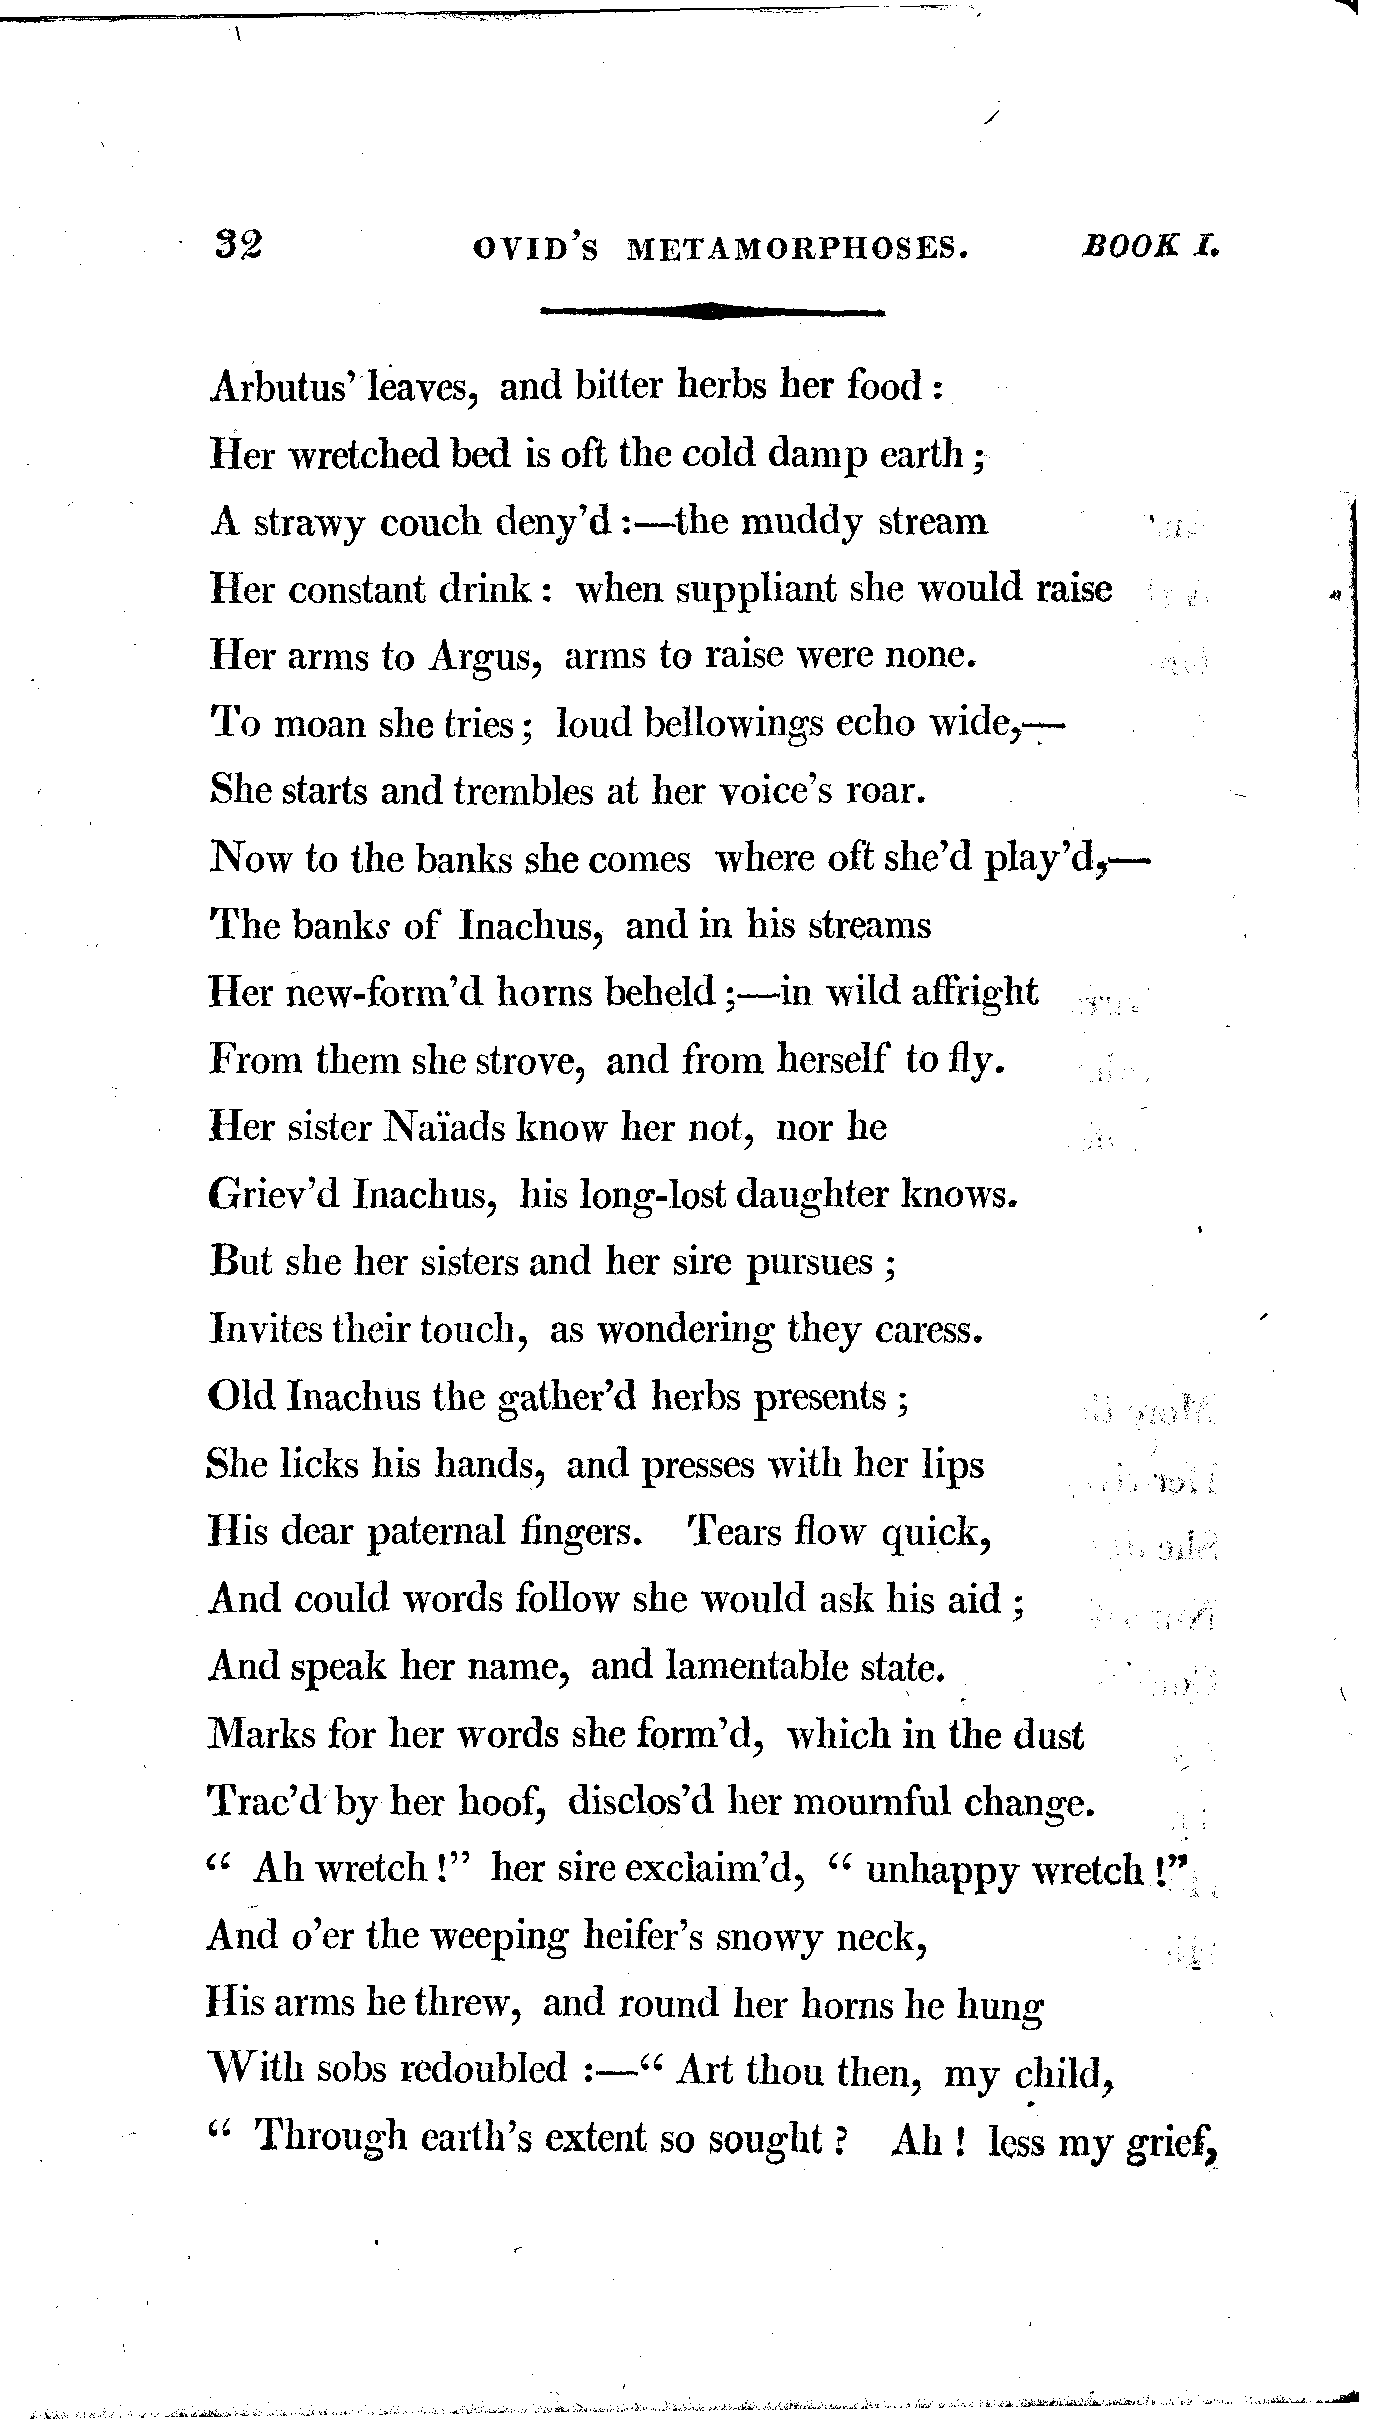 32 OVID'S METAMORPHOSES. BOOK I.
Arbutus' leaves, and bitter herbs her food :
Her wretched bed is oft the cold damp earth ;
A strawy couch deny'd :—the muddy stream
Her constant drink : when suppliant she would raise
Her arms to Argus, arms to raise were none.
To moan she tries ; loud bellowings echo wide,—
She starts and trembles at her voice's roar.
Now to the banks she comes where oft she'd play'd,—
The banks of Inachus, and in his streams
Her new-form'd horns beheld ;—in wild affright
From them she strove, and from herself to fly.
Her sister Naïads know her not, nor he
Griev'd Inachus, his long-lost daughter knows.
But she her sisters and her sire pursues ;
Invites their touch, as wondering they caress.
Old Inachus the gather'd herbs presents ;
She licks his hands, and presses with her lips
His dear paternal fingers. Tears flow quick,
And could words follow she would ask his aid ;
And speak her name, and lamentable state.
Marks for her words she form'd, which in the dust
Trac'd by her hoof, disclos'd her mournful change.
“ Ah wretch !” her sire exclaim'd, “ unhappy wretch !”
And o'er the weeping heifer's snowy neck,
His arms he threw, and round her horns he hung
With sobs redoubled :—“ Art thou then, my child,
“ Through earth's extent so sought ? Ah ! less my grief,